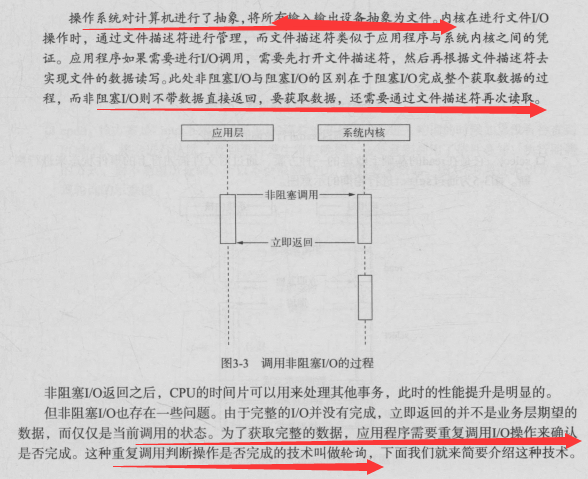 操作系统对计算机进行了抽象，将所有输入输出设备抽象为文件。内核在进行文件I/O
操作时，通过文件描述符进行管理，而文件描述符类似于应用程序与系统内核之间的凭
证。应用程序如果需要进行I/O调用，需要先打开文件描述符，然后再根据文件描述符去
实现文件的数据读写。此处非阻塞I/O与阻塞I/O的区别在于阻塞I/O完成整个获取数据的过
程，而非阻塞I/O则不带数据直接返回，要获取数据，还需要通过文件描述符再次读取。
应用层
系统内核
非阻塞调用
立即返回
图3-3 调用非阻塞I/O的过程
非阻塞I/O返回之后，CPU的时间片可以用来处理其他事务，此时的性能提升是明显的。
但非阻塞I/O也存在一些问题。由于完整的I/O并没有完成，立即返回的并不是业务层期望的
数据，而仅仅是当前调用的状态。为了获取完整的数据，应用程序需要重复调用I/O操作来确认
是否完成。这种重复调用判断操作是否完成的技术叫做轮询，下面我们就来简要介绍这种技术。